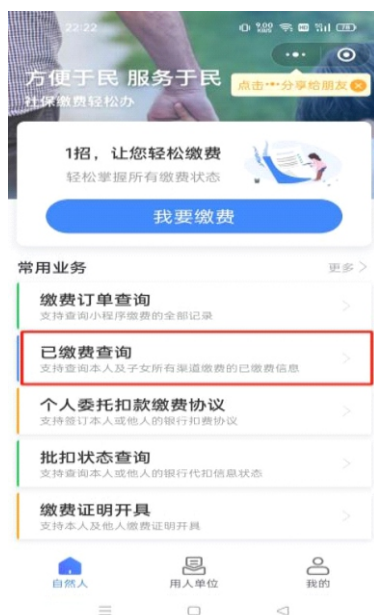 22:22
方便于民 服务于民
点击···分享给朋友
社保缴费轻松办
1招，让您轻松缴费
轻松掌握所有缴费状态
我要缴费
常用业务
更多
缴费订单查询
支持查询小程序缴费的全部记录
已缴费查询
支持查询本人及子女所有渠道缴费的已缴费信息
个人委托扣款缴费协议
支持签订本人或他人的银行扣费协议
批扣状态查询
支持查询本人或他人的银行代扣信息状态
缴费证明开具
支持本人及他人缴费证明开具
自然人
用人单位
我的